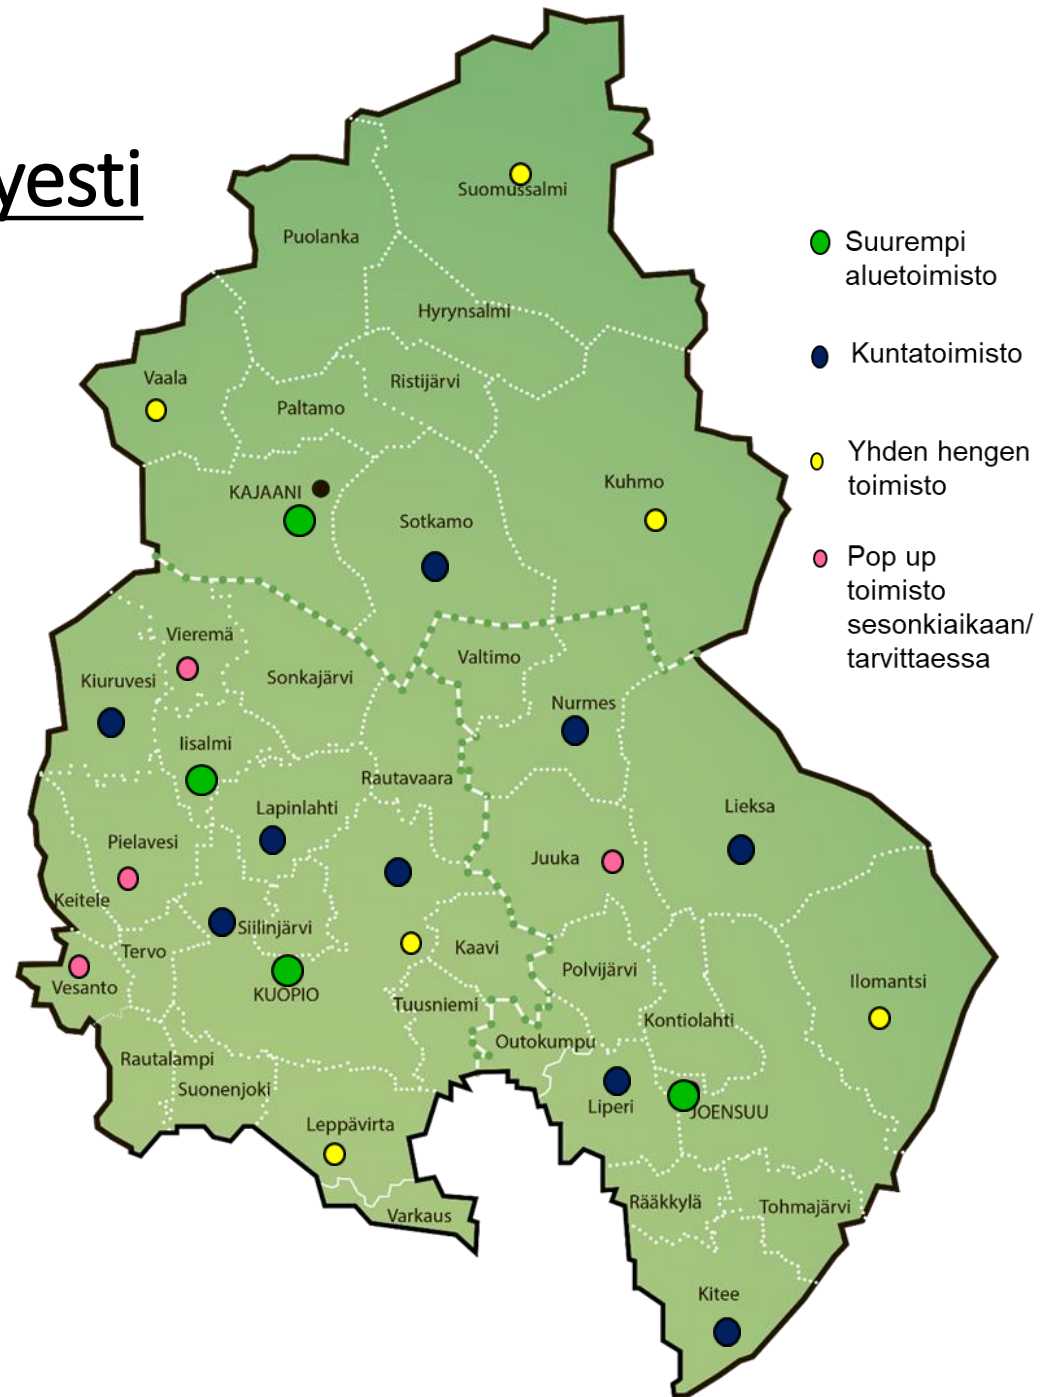 yesti
Suomussalmi
Puolanka
Suurempi
aluetoimisto
Hyrynsalmi
Kuntatoimisto
Vaala
Ristijärvi
Paltamo
Yhden hengen
toimisto
KAJAANI
Kuhmo
Sotkamo
Pop up
toimisto
sesonkiaikaan/
tarvittaessa
Vieremä
Valtimo
Kiuruvesi
Sonkajärvi
Nurmes
Iisalmi
Rautavaara
Lapinlahti
Lieksa
Pielavesi
Juuka
Keitele
Siilinjärvi
Tervo
Kaavi
Polvijärvi
Vesanto
KUOPIO
Ilomantsi
Tuusniemi
Kontiolahti
Outokumpu
Rautalampi
Suonenjoki
Liperi
JOENSUU
Leppävirta
Rääkkylä
Tohmajärvi
Varkaus
Kitee